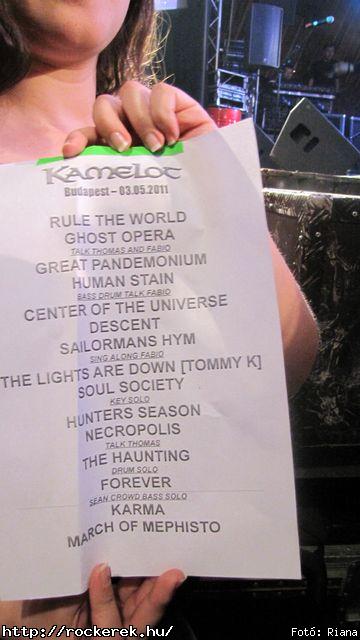 KAMELOT
Budapest – 03.05.2011
RULE THE WORLD
GHOST OPERA
TALK THOMAS AND FABIO
GREAT PANDEMONIUM
HUMAN STAIN
BASS DRUM TALK FABIO
CENTER OF THE UNIVERSE
DESCENT
SAILORMANS HYM
SING ALONG FABIO
THE LIGHTS ARE DOWN [TOMMY K]
SOUL SOCIETY
KEY SOLO
HUNTERS SEASON
NECROPOLIS
TALK THOMAS
THE HAUNTING
DRUM SOLO
FOREVER
SEAN CROWD BASS SOLO
KARMA
MARCH OF MEPHISTO
http://rockerek.hu/
Fotó: Riana